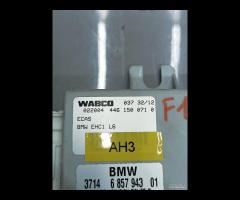 WABCO 037 32/12
022004 446 150 071 0
ECAS
BMW EHC1 L6
F1
AH3
BMW
3714 6 857 943 01